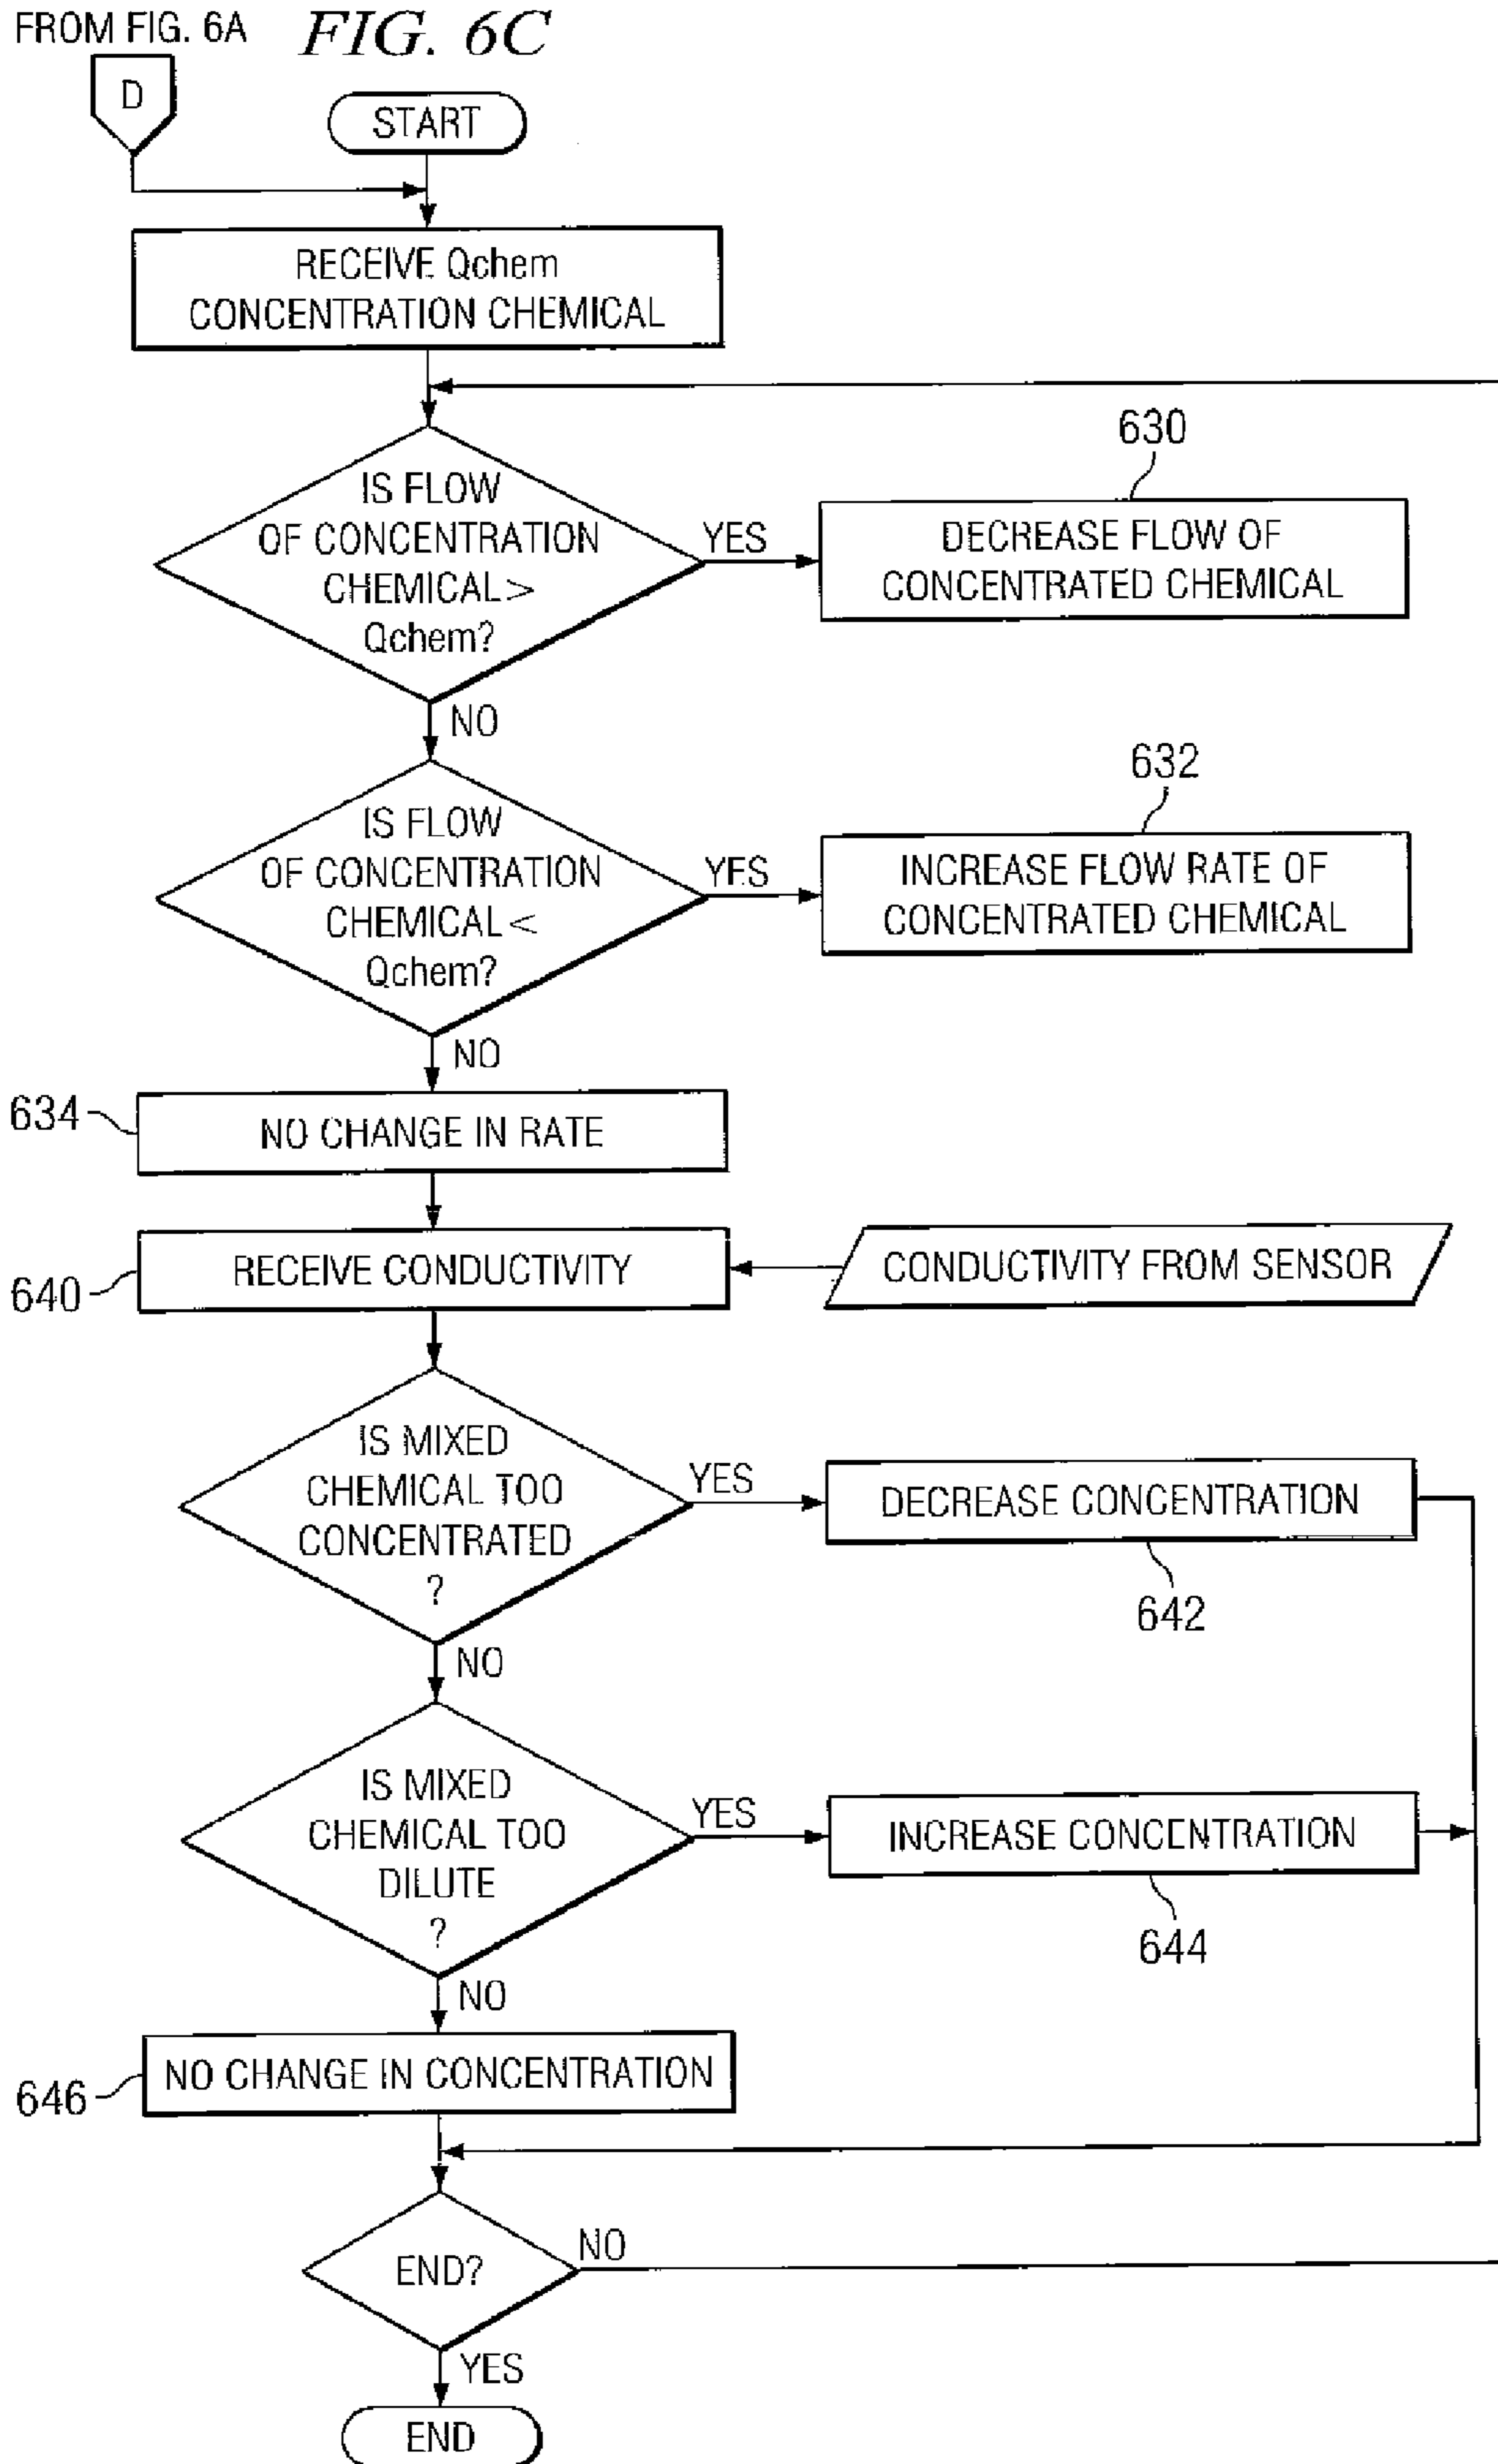 FROM FIG. 6A
FIG. 6C
D
START
RECEIVE Qchem
CONCENTRATION CHEMICAL
630
IS FLOW
OF CONCENTRATION
CHEMICAL>
Qchem?
YES
DECREASE FLOW OF
CONCENTRATED CHEMICAL
NO
632
IS FLOW
OF CONCENTRATION
CHEMICAL<
Qchem?
YES
INCREASE FLOW RATE OF
CONCENTRATED CHEMICAL
NO
634
NO CHANGE IN RATE
640
RECEIVE CONDUCTIVITY
CONDUCTIVITY FROM SENSOR
IS MIXED
CHEMICAL TOO
CONCENTRATED
?
YES
DECREASE CONCENTRATION
642
NO
IS MIXED
CHEMICAL TOO
DILUTE
?
YES
INCREASE CONCENTRATION
644
NO
646
NO CHANGE IN CONCENTRATION
END?
NO
YES
END